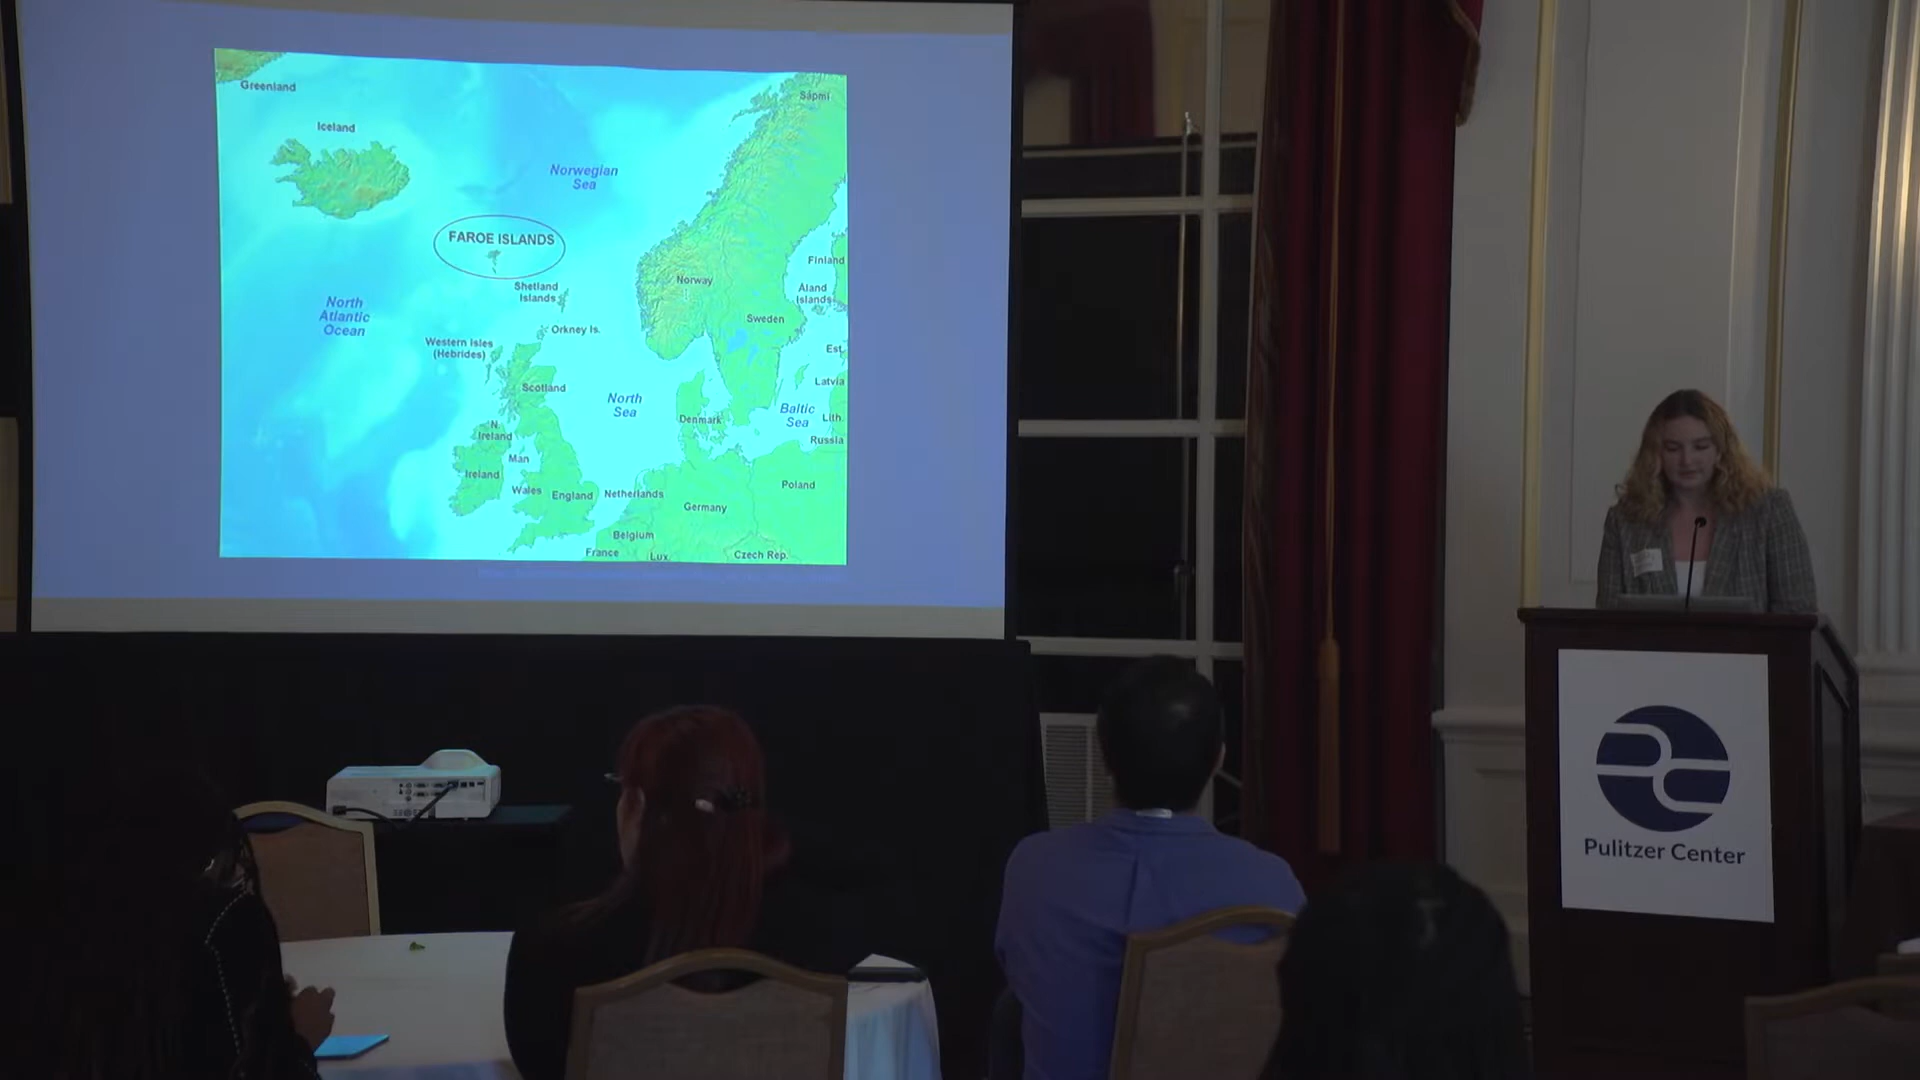 Greenland
Sápmi
Iceland
Norwegian
Sea
FAROE ISLANDS
Finland
Norway
Shetland
Islands
Aland
Islands
North
Atlantic
Ocean
Sweden
Orkney Is.
Western Isles
(Hebrides)
Est.
Latvia
Scotland
North
Sea
Baltic
Sea
Lith.
Denmark
N.
Ireland
Russia
Man
Ireland
Wales
England
Netherlands
Poland
Germany
Belgium
France
Lux.
Czech Rep.
Pulitzer Center